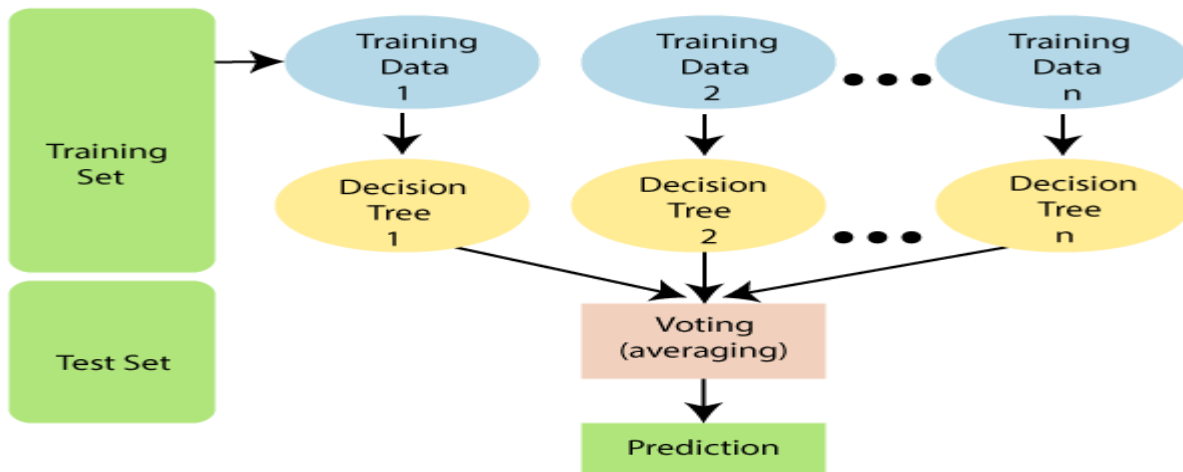 Training
Set
Test Set
Training
Data
1
Training
Data
2
Training
Data
n
Decision
Tree
1
Decision
Tree
2
Decision
Tree
n
Voting
(averaging)
Prediction